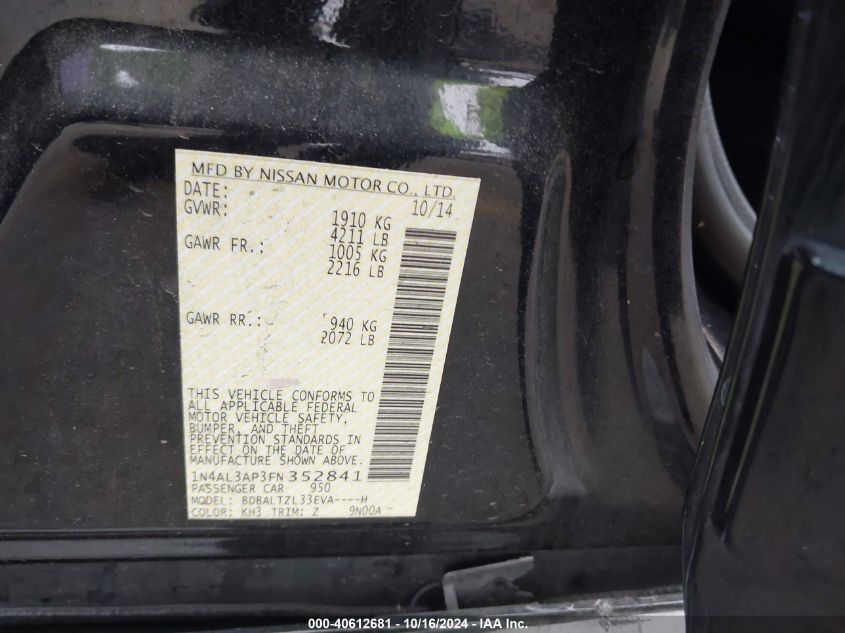 MFD BY NISSAN MOTOR CO., LTD.
DATE: 10/14
GVWR: 1910 KG
4211 LB
GAWR FR.: 1005 KG
2216 LB
GAWR RR.: 940 KG
2072 LB
THIS VEHICLE CONFORMS TO
ALL APPLICABLE FEDERAL
MOTOR VEHICLE SAFETY,
BUMPER, AND THEFT
PREVENTION STANDARDS IN
EFFECT ON THE DATE OF
MANUFACTURE SHOWN ABOVE.
1N4AL3AP3FN352841
PASSENGER CAR 950
MODEL: BDBALTZL33EVA----H
COLOR: KH3 TRIM: Z 9N00A
000-40612681 - 10/16/2024 - IAA Inc.